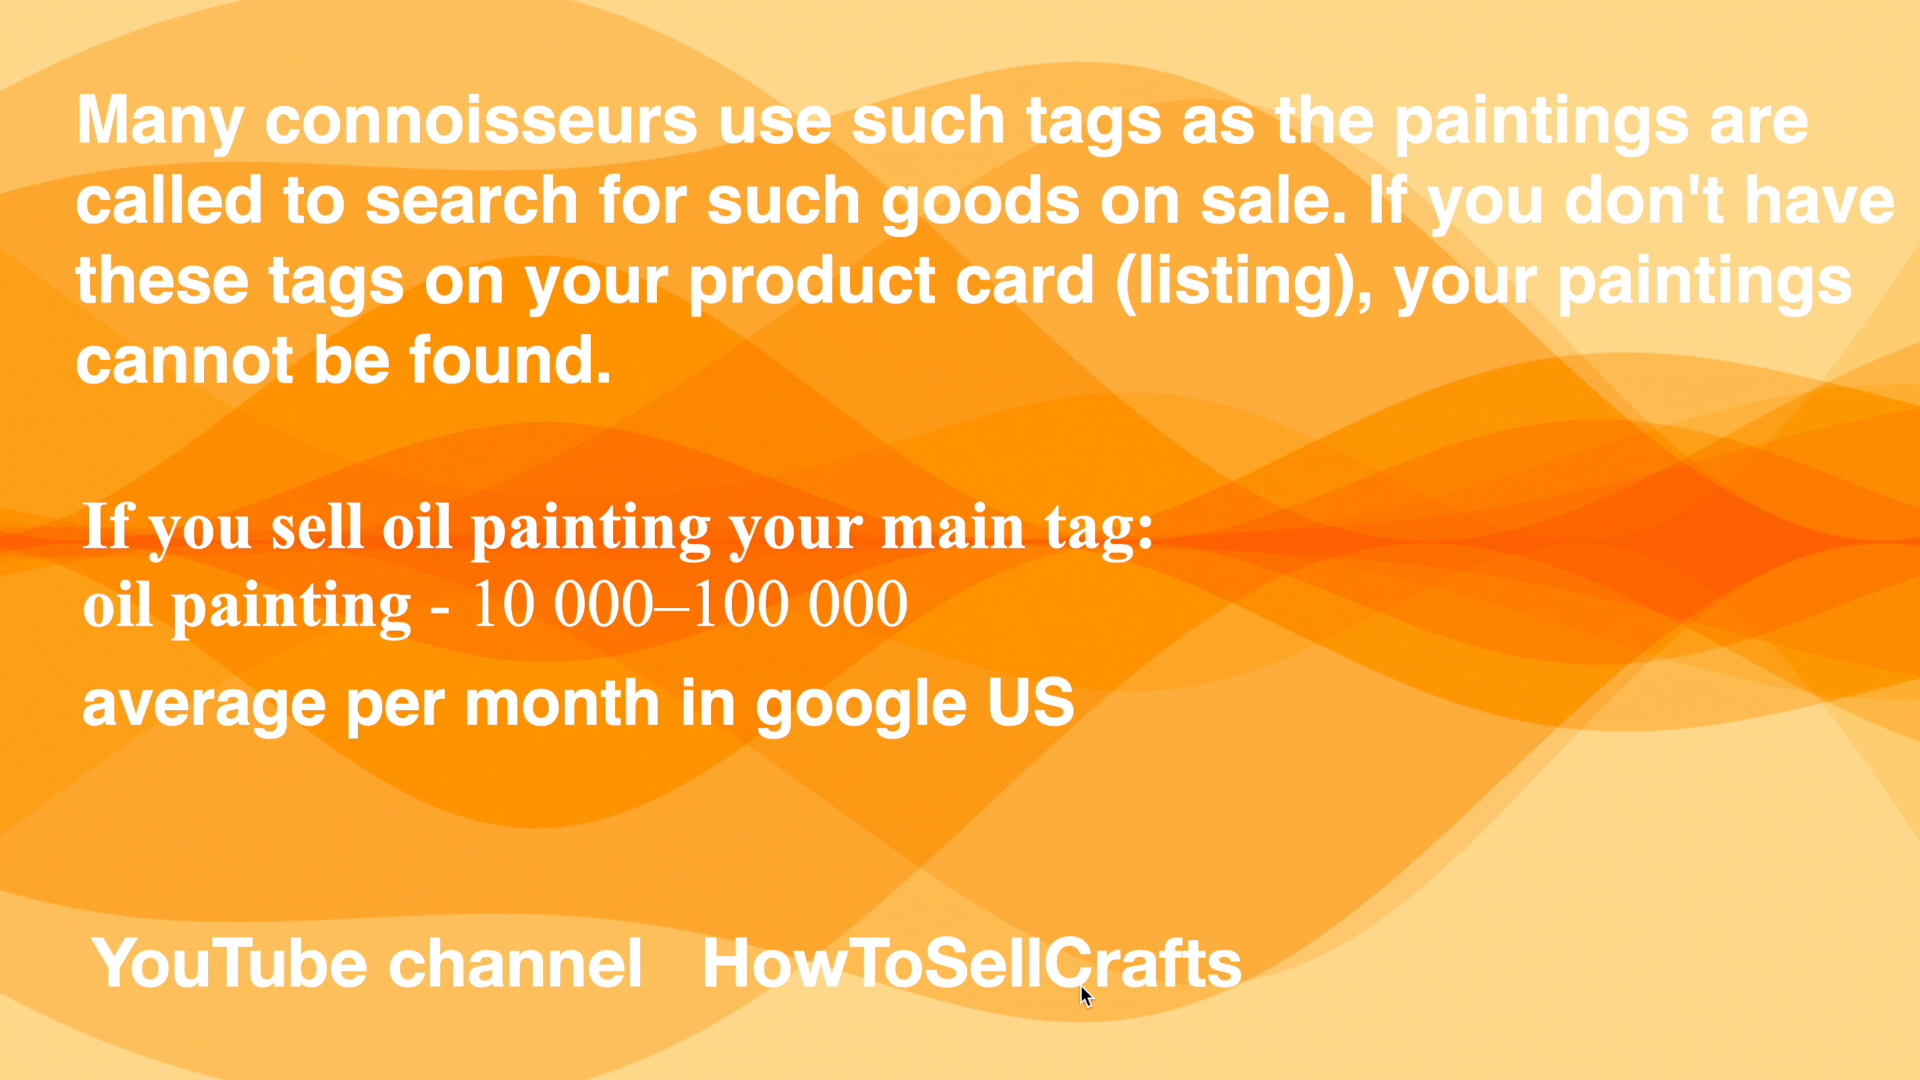 Many connoisseurs use such tags as the paintings are
called to search for such goods on sale. If you don't have
these tags on your product card (listing), your paintings
cannot be found.
If you sell oil painting your main tag:
oil painting - 10 000–100 000
average per month in google US
YouTube channel HowToSellCrafts